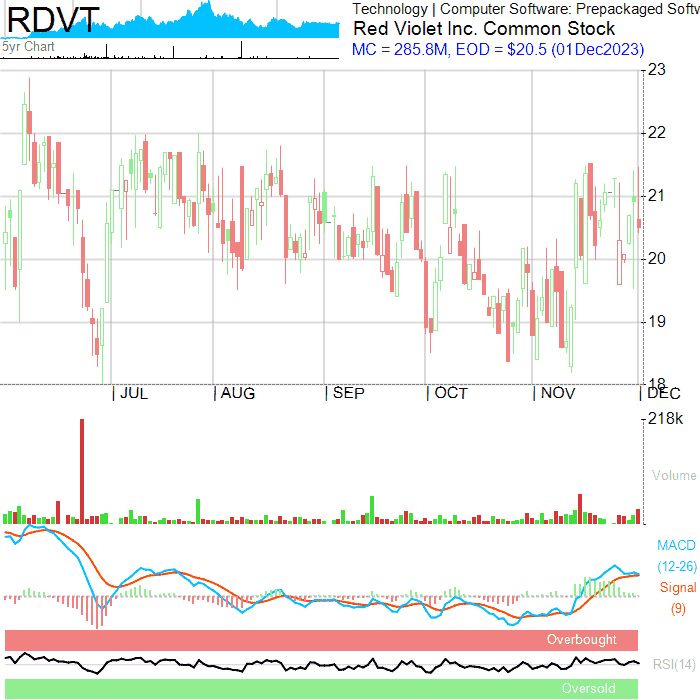 RDVT
5yr Chart
Technology | Computer Software: Prepackaged Softw
Red Violet Inc. Common Stock
MC = 285.8M, EOD = $20.5 (01Dec2023)
23
22
21
20
19
18
| JUL | AUG | SEP | OCT | NOV | DEC
218k
Volume
MACD
(12-26)
Signal
(9)
Overbought
RSI(14)
Oversold